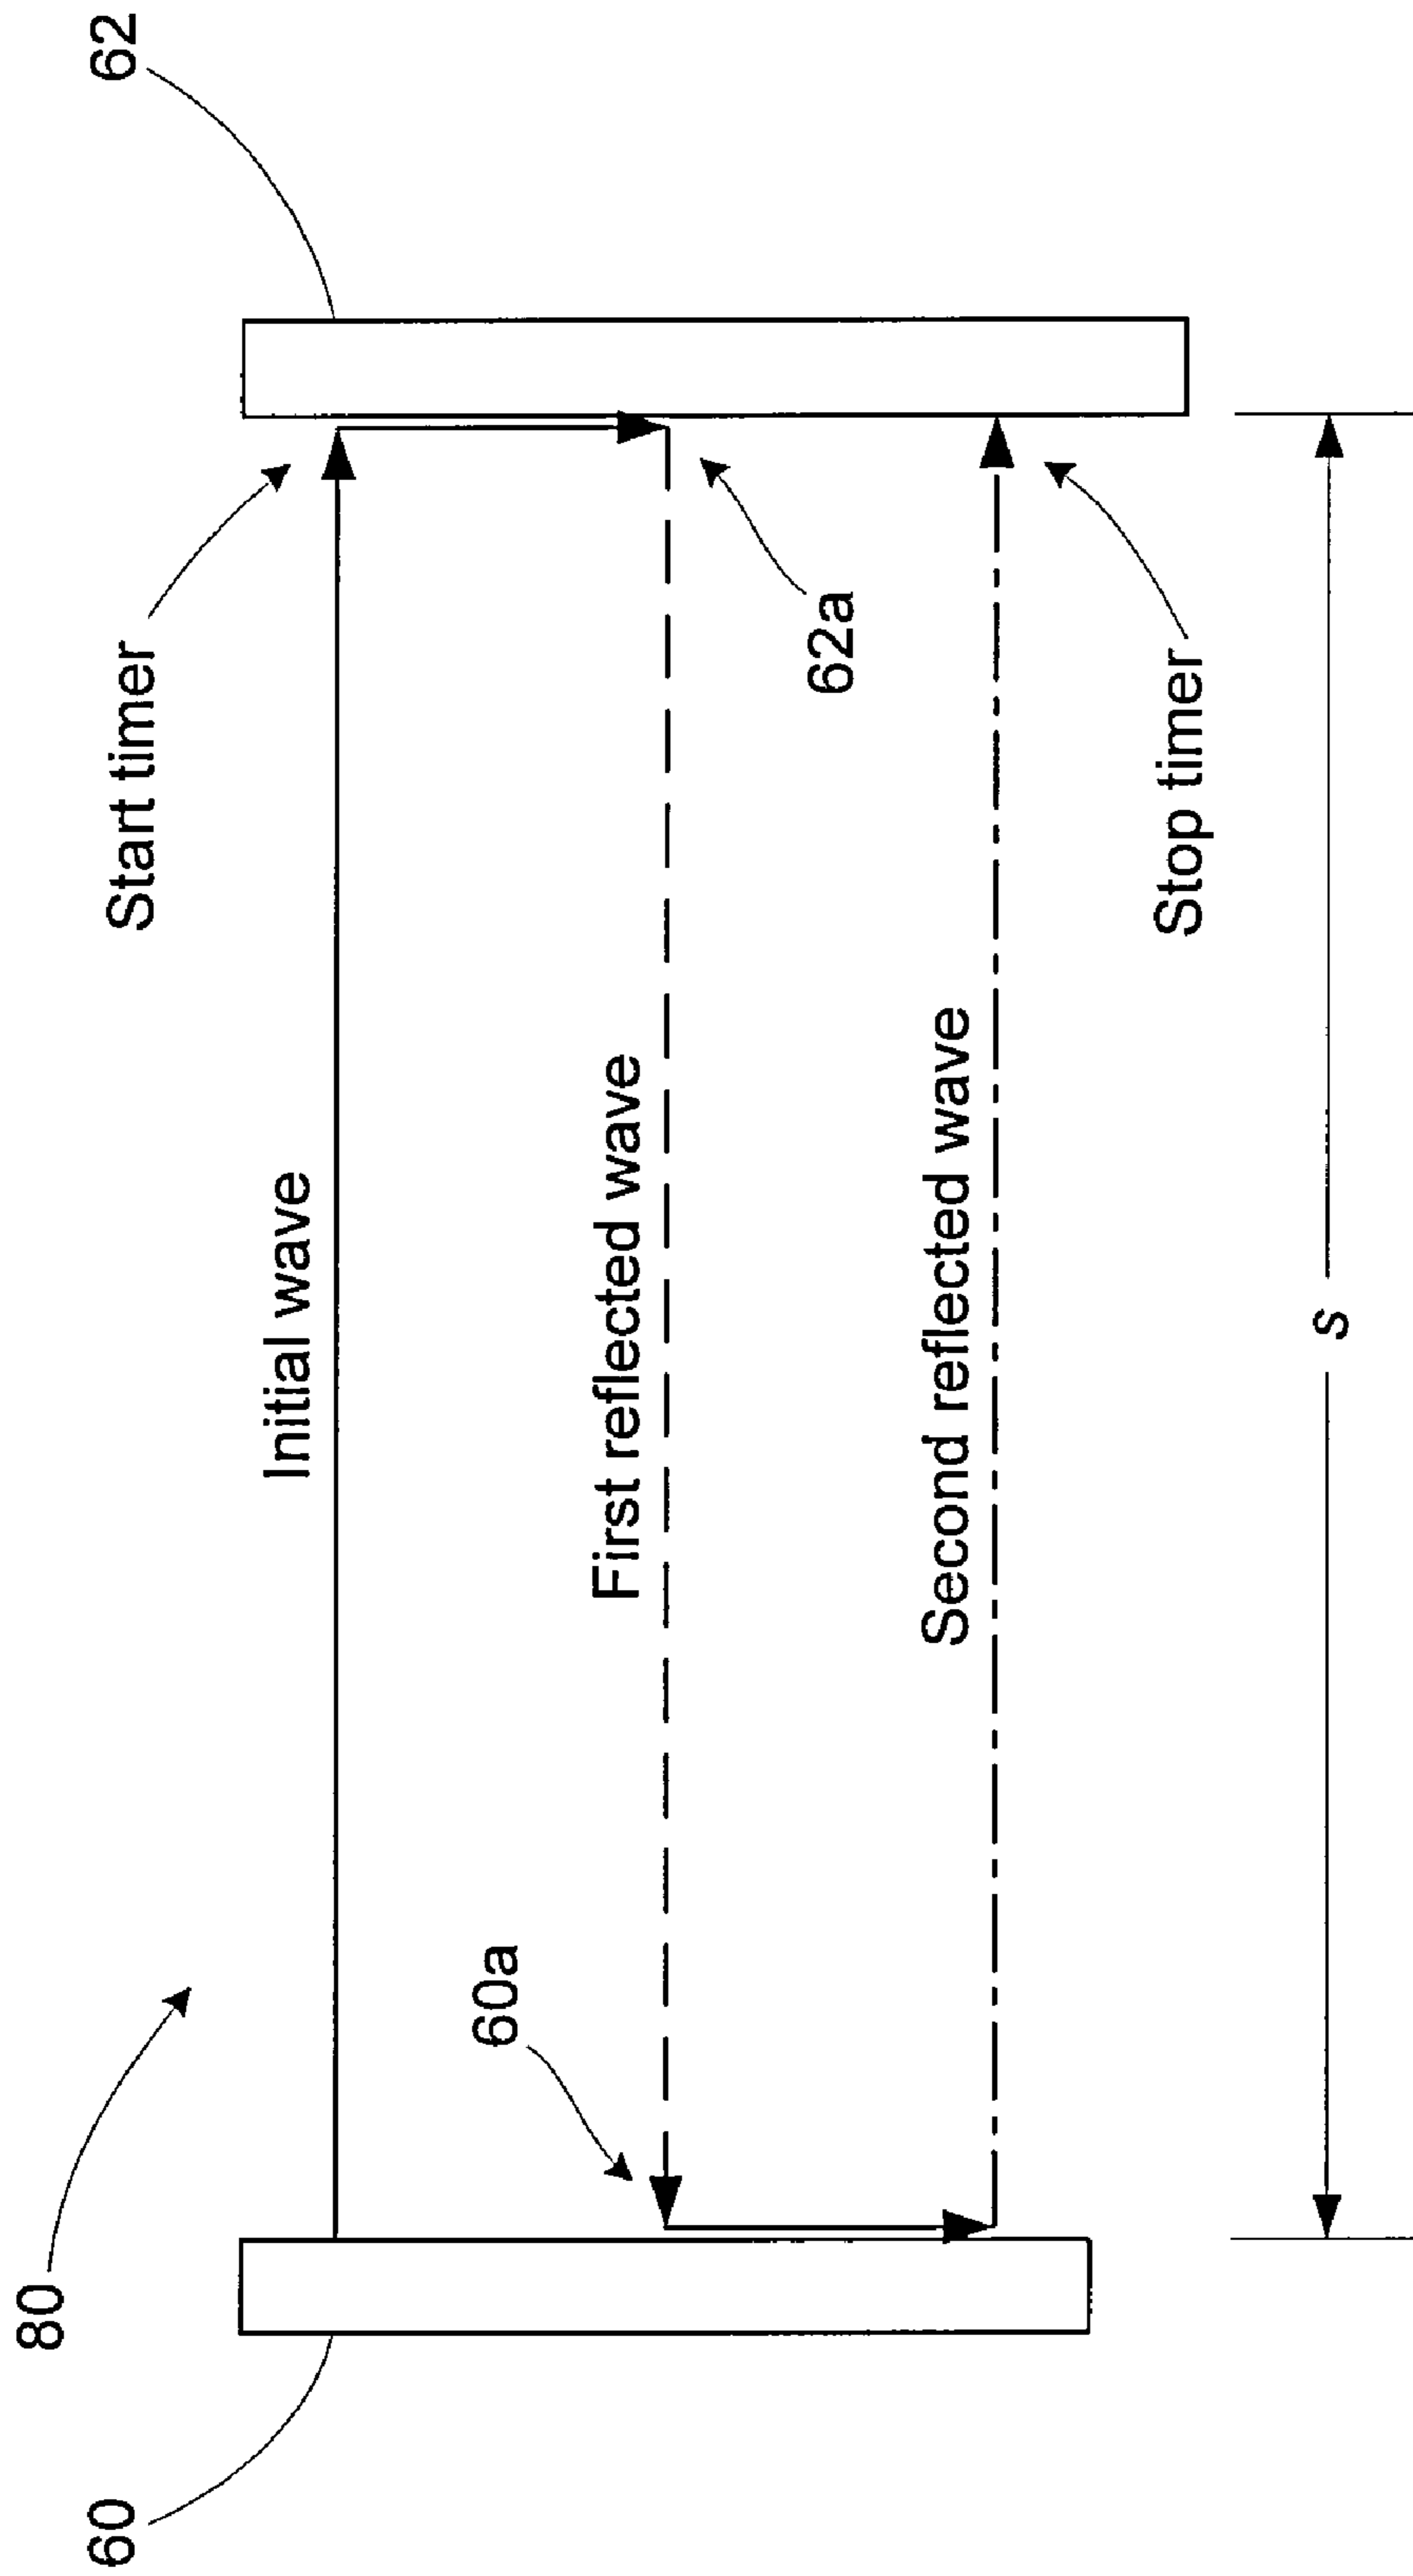 80
60
62
Start timer
Initial wave
60a
First reflected wave
62a
Second reflected wave
Stop timer
s